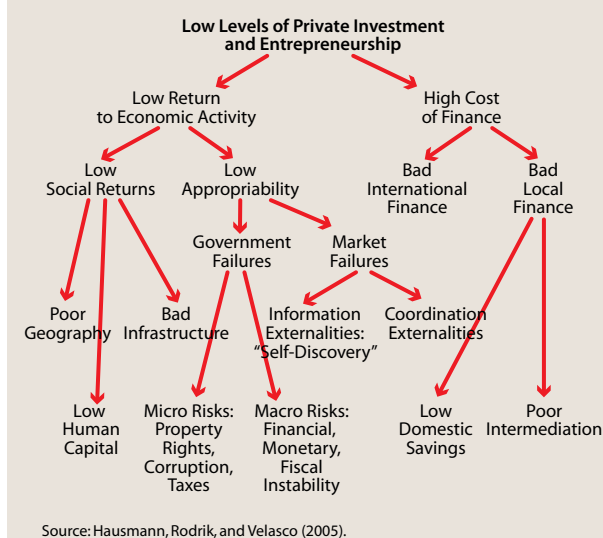 Low Levels of Private Investment
and Entrepreneurship
Low Return
to Economic Activity
High Cost
of Finance
Low
Social Returns
Low
Appropriability
Bad
International
Finance
Bad
Local
Finance
Government
Failures
Market
Failures
Poor
Geography
Bad
Infrastructure
Information
Externalities:
“Self-Discovery”
Coordination
Externalities
Low
Human
Capital
Micro Risks:
Property
Rights,
Corruption,
Taxes
Macro Risks:
Financial,
Monetary,
Fiscal
Instability
Low
Domestic
Savings
Poor
Intermediation
Source: Hausmann, Rodrik, and Velasco (2005).